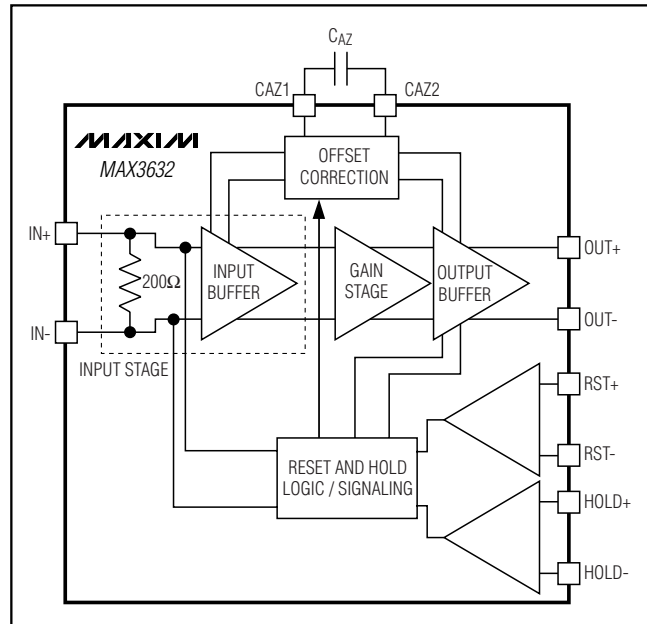 C_AZ
CAZ1
CAZ2
MAXIM
MAX3632
OFFSET
CORRECTION
IN+
200Ω
INPUT
BUFFER
GAIN
STAGE
OUTPUT
BUFFER
OUT+
IN-
OUT-
INPUT STAGE
RST+
RESET AND HOLD
LOGIC / SIGNALING
RST-
HOLD+
HOLD-